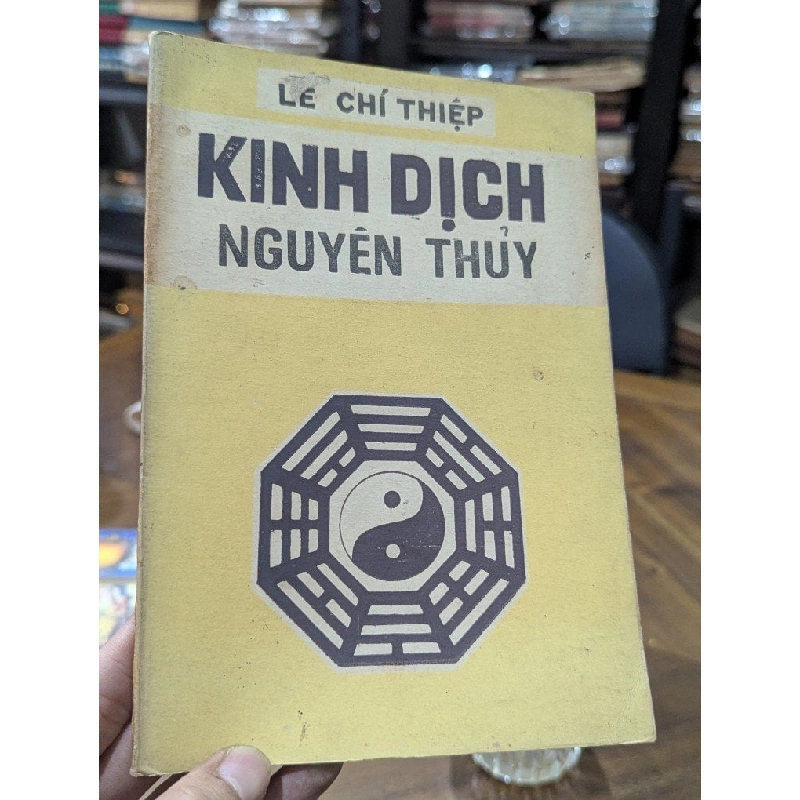 LÊ CHÍ THIỆP
KINH DỊCH
NGUYÊN THỦY